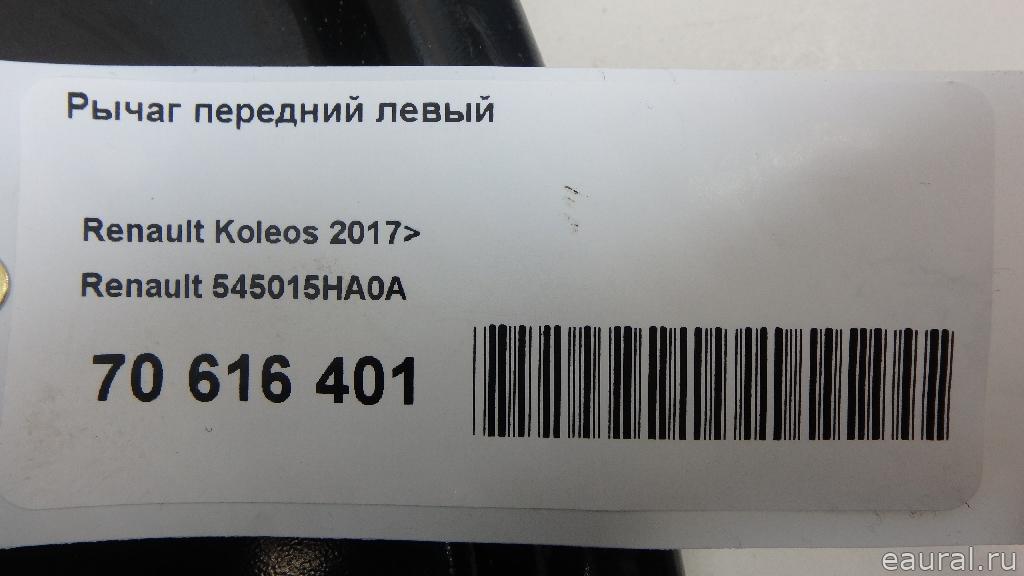 Рычаг передний левый
Renault Koleos 2017>
Renault 545015HA0A
70 616 401
eaural.ru